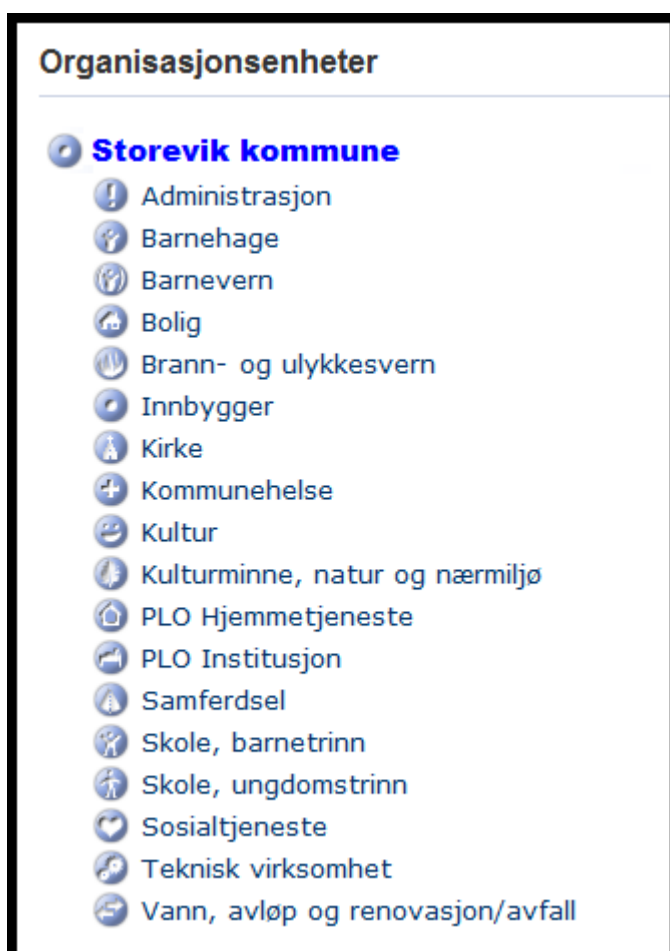 Organisasjonsenheter
Storevik kommune
Administrasjon
Barnehage
Barnevern
Bolig
Brann- og ulykkesvern
Innbygger
Kirke
Kommunehelse
Kultur
Kulturminne, natur og nærmiljø
PLO Hjemmetjeneste
PLO Institusjon
Samferdsel
Skole, barnetrinn
Skole, ungdomstrinn
Sosialtjeneste
Teknisk virksomhet
Vann, avløp og renovasjon/avfall